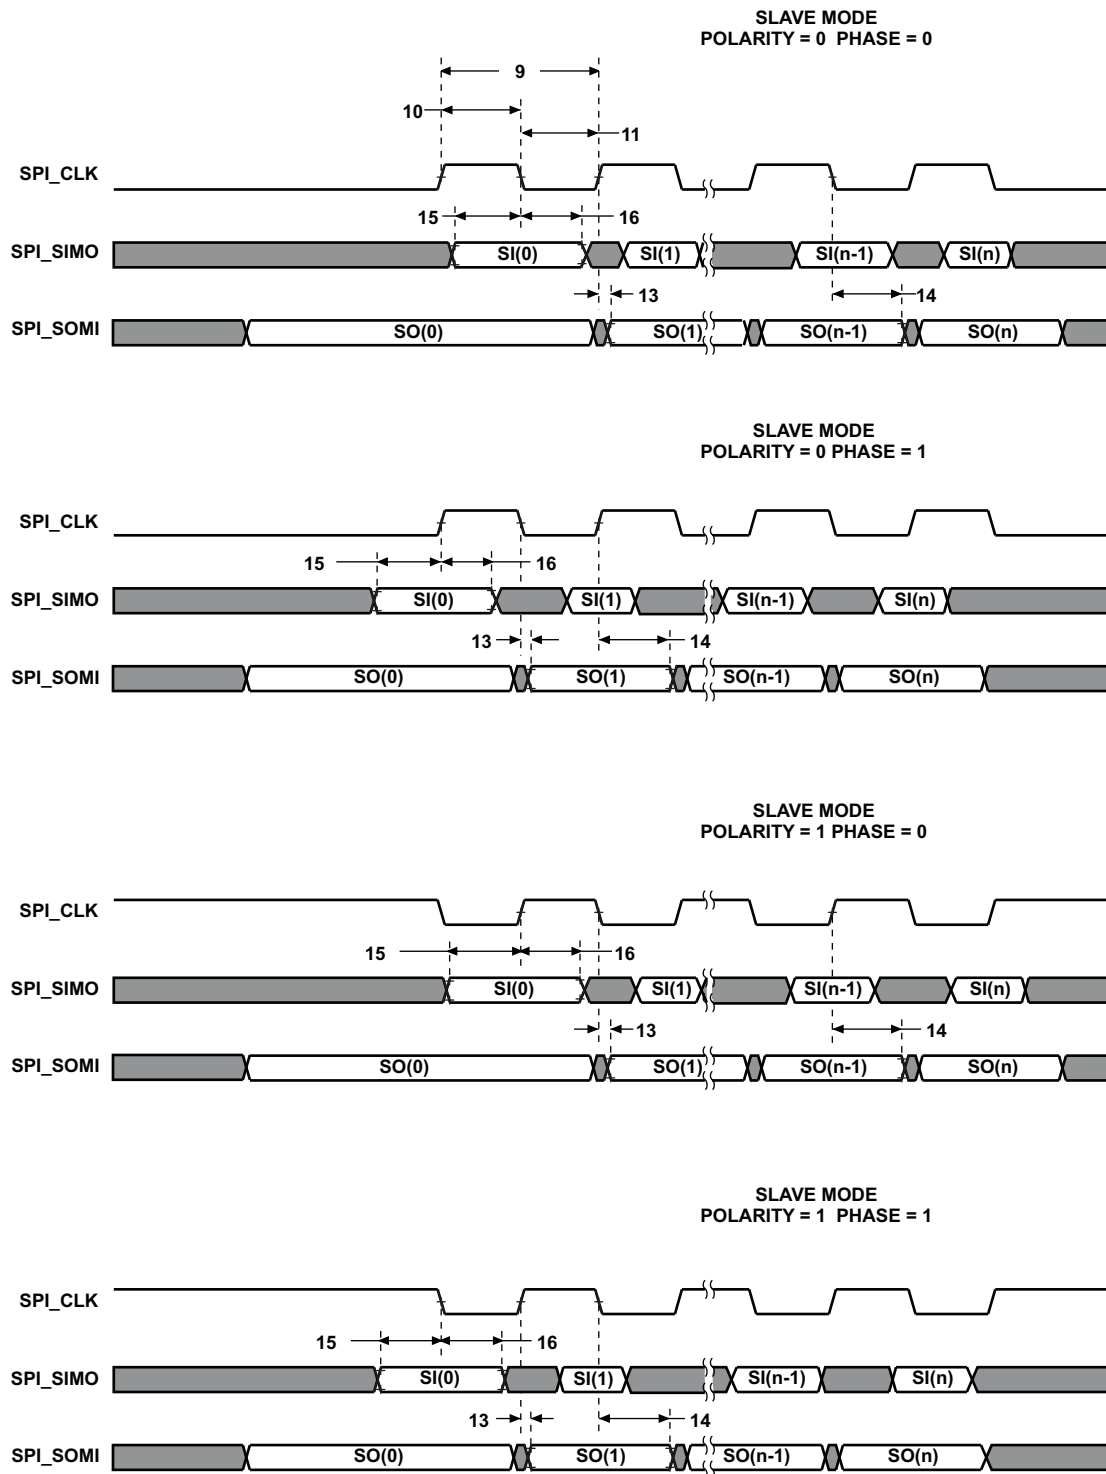 SLAVE MODE
POLARITY = 0 PHASE = 0
9
10
11
SPI_CLK
15
16
SPI_SIMO
SI(0)
SI(1)
SI(n-1)
SI(n)
13
14
SPI_SOMI
SO(0)
SO(1)
SO(n-1)
SO(n)
SLAVE MODE
POLARITY = 0 PHASE = 1
SPI_CLK
15
16
SPI_SIMO
SI(0)
SI(1)
SI(n-1)
SI(n)
13
14
SPI_SOMI
SO(0)
SO(1)
SO(n-1)
SO(n)
SLAVE MODE
POLARITY = 1 PHASE = 0
SPI_CLK
15
16
SPI_SIMO
SI(0)
SI(1)
SI(n-1)
SI(n)
13
14
SPI_SOMI
SO(0)
SO(1)
SO(n-1)
SO(n)
SLAVE MODE
POLARITY = 1 PHASE = 1
SPI_CLK
15
16
SPI_SIMO
SI(0)
SI(1)
SI(n-1)
SI(n)
13
14
SPI_SOMI
SO(0)
SO(1)
SO(n-1)
SO(n)